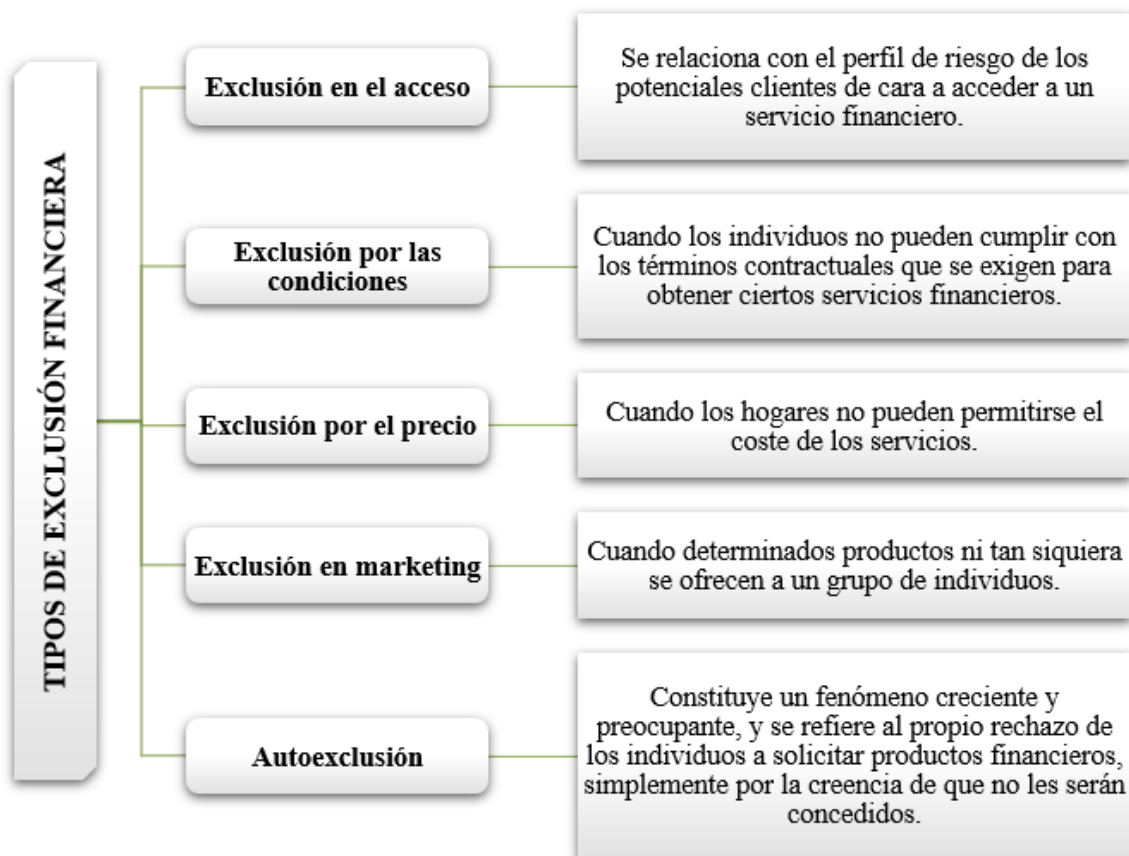 TIPOS DE EXCLUSIÓN FINANCIERA
Exclusión en el acceso
Se relaciona con el perfil de riesgo de los
potenciales clientes de cara a acceder a un
servicio financiero.
Exclusión por las
condiciones
Cuando los individuos no pueden cumplir con
los términos contractuales que se exigen para
obtener ciertos servicios financieros.
Exclusión por el precio
Cuando los hogares no pueden permitirse el
coste de los servicios.
Exclusión en marketing
Cuando determinados productos ni tan siquiera
se ofrecen a un grupo de individuos.
Autoexclusión
Constituye un fenómeno creciente y
preocupante, y se refiere al propio rechazo de
los individuos a solicitar productos financieros,
simplemente por la creencia de que no les serán
concedidos.